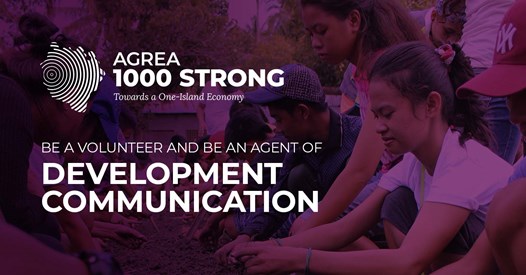 AGREA
1000 STRONG
Towards a One-Island Economy
BE A VOLUNTEER AND BE AN AGENT OF
DEVELOPMENT
COMMUNICATION